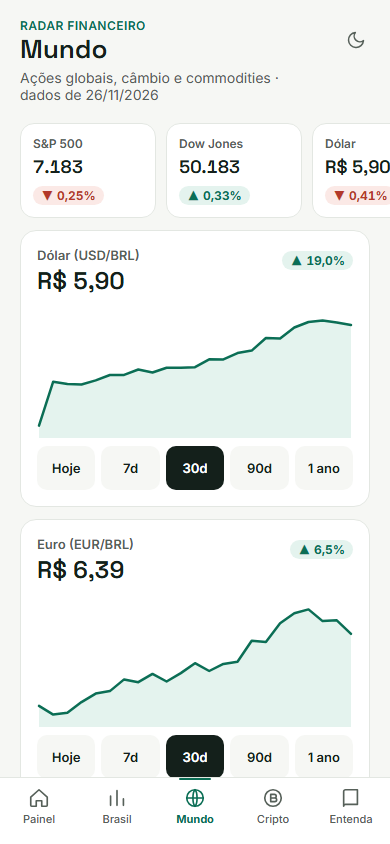 RADAR FINANCEIRO
Mundo
Ações globais, câmbio e commodities ·
dados de 26/11/2026
S&P 500
7.183
▼ 0,25%
Dow Jones
50.183
▲ 0,33%
Dólar
R$ 5,90
▼ 0,41%
Dólar (USD/BRL)
R$ 5,90
▲ 19,0%
Hoje 7d 30d 90d 1 ano
Euro (EUR/BRL)
R$ 6,39
▲ 6,5%
Hoje 7d 30d 90d 1 ano
Painel Brasil Mundo Cripto Entenda